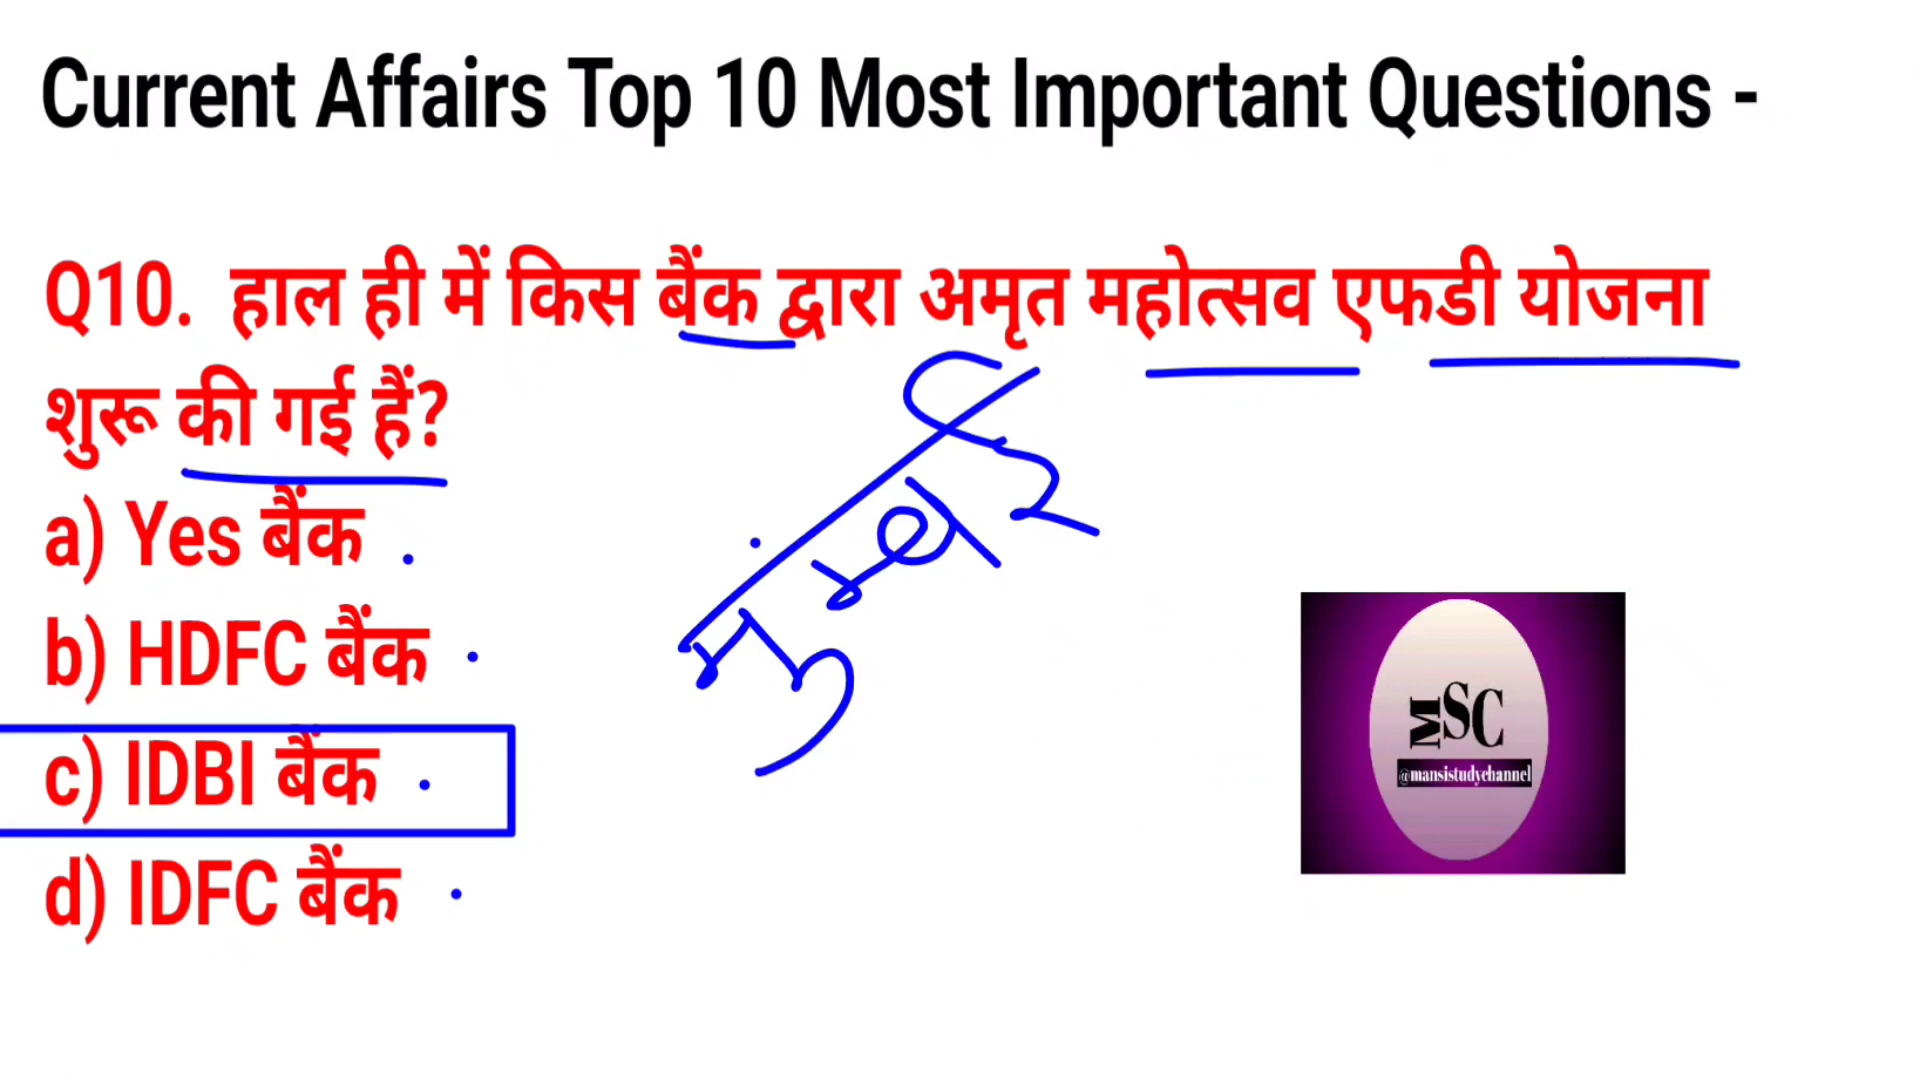 Current Affairs Top 10 Most Important Questions -
Q10. हाल ही में किस बैंक द्वारा अमृत महोत्सव एफडी योजना
शुरू की गई हैं?
a) Yes बैंक
b) HDFC बैंक
c) IDBI बैंक
d) IDFC बैंक
MSC
@mansistudychannel